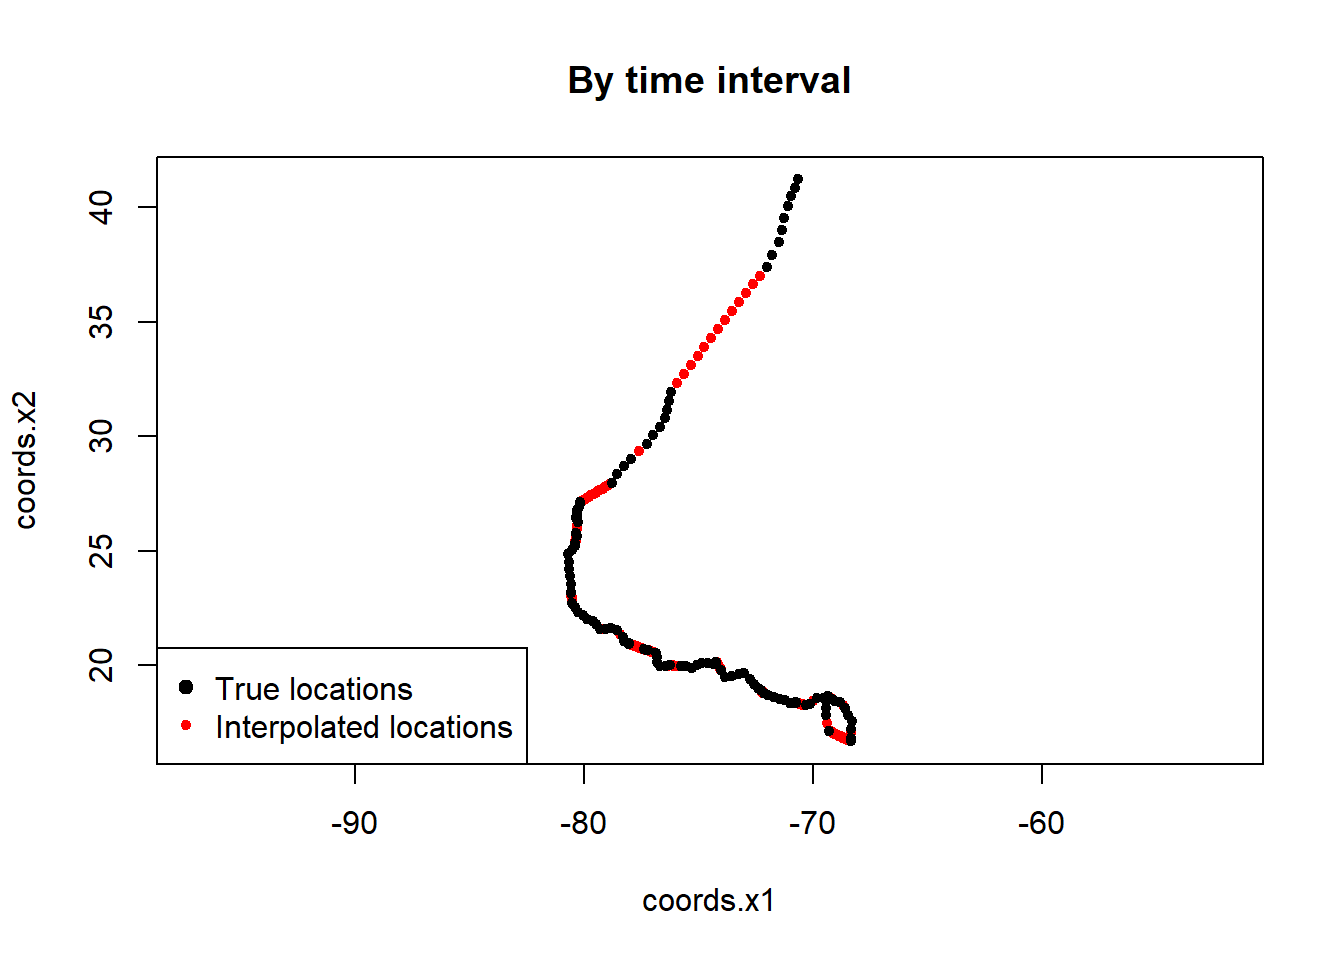 By time interval
coords.x2
40
35
30
25
20
True locations
Interpolated locations
-90
-80
-70
-60
coords.x1